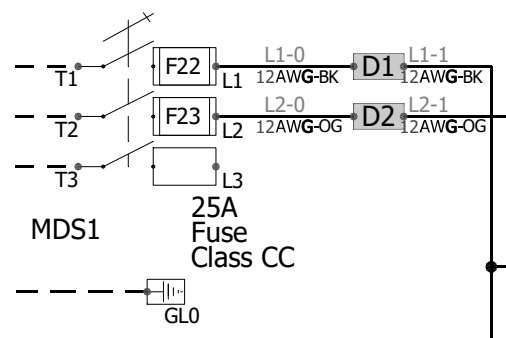 L1-0 L1-1
F22 D1
T1 L1 12AWG-BK 12AWG-BK
L2-0 L2-1
F23 D2
T2 L2 12AWG-OG 12AWG-OG
T3 L3
25A
MDS1 Fuse
Class CC
GL0